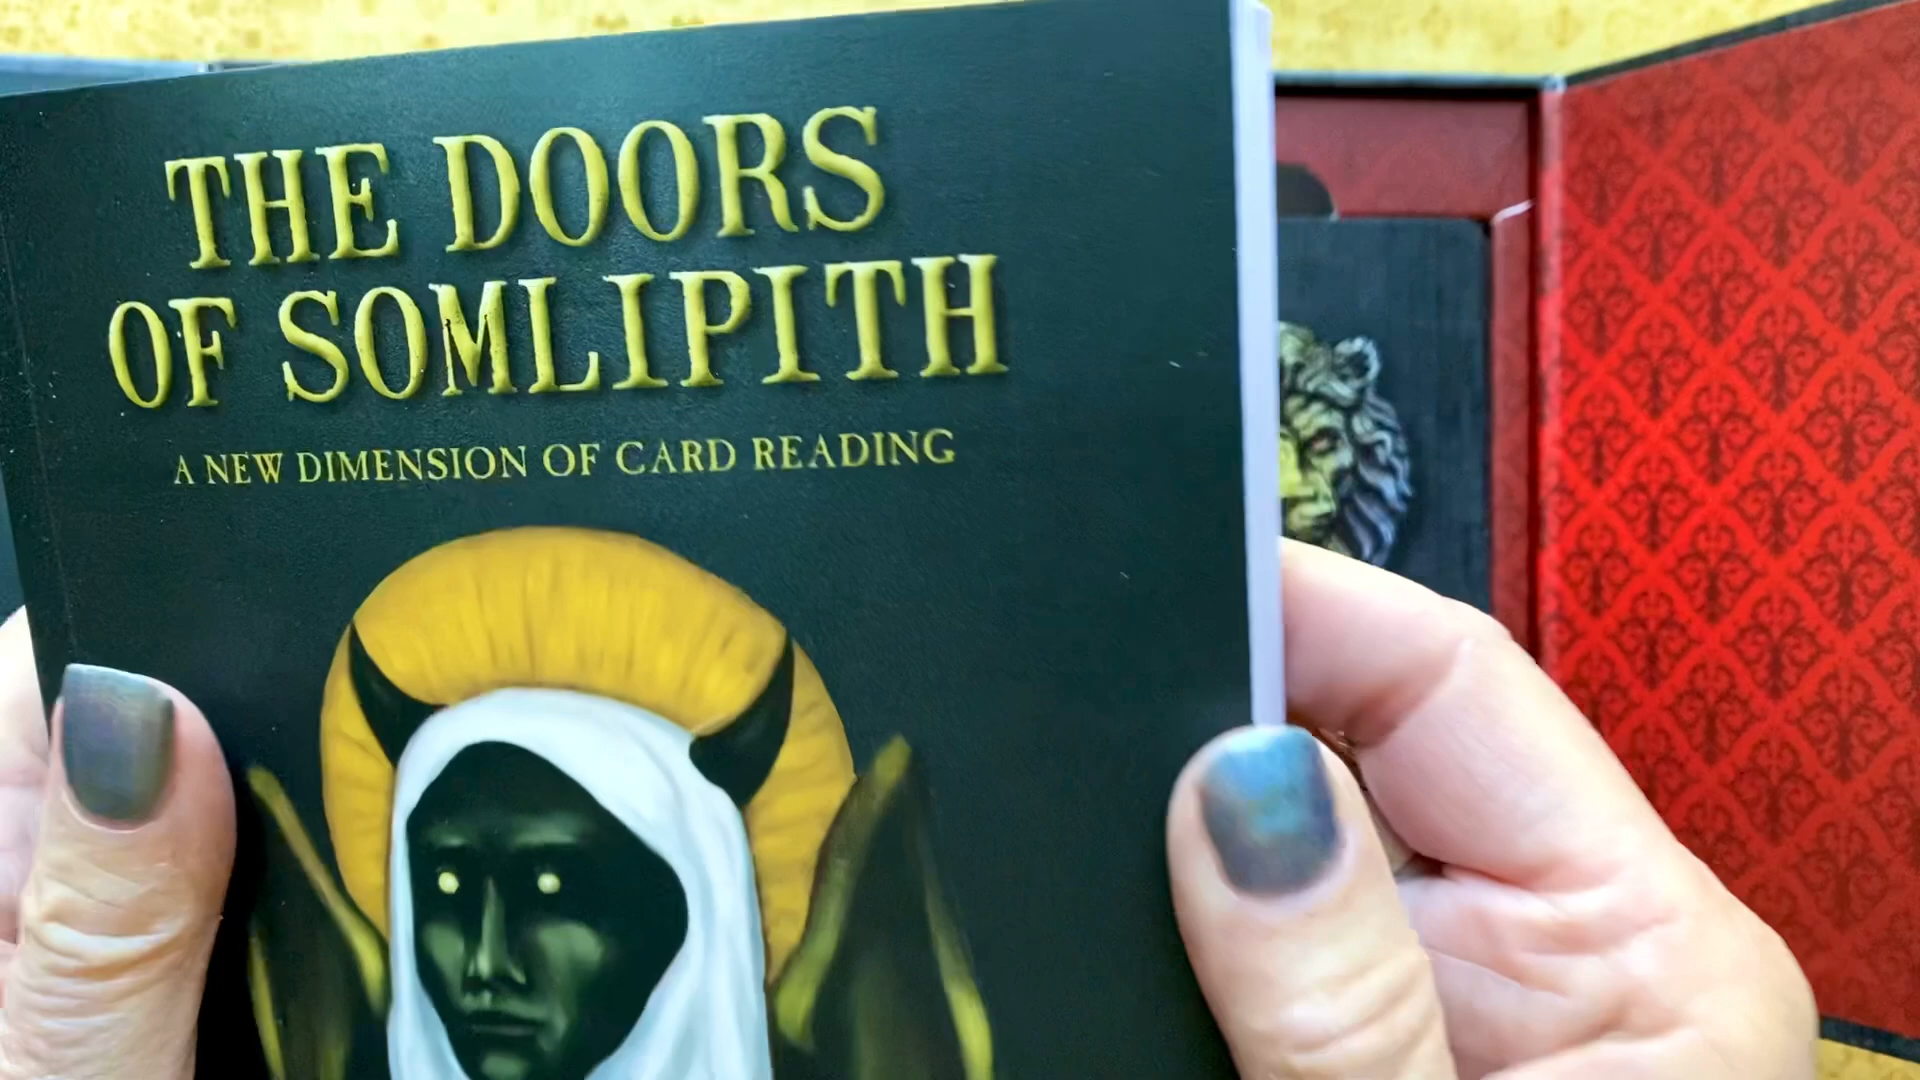 THE DOORS
OF SOMLIPITH
A NEW DIMENSION OF CARD READING